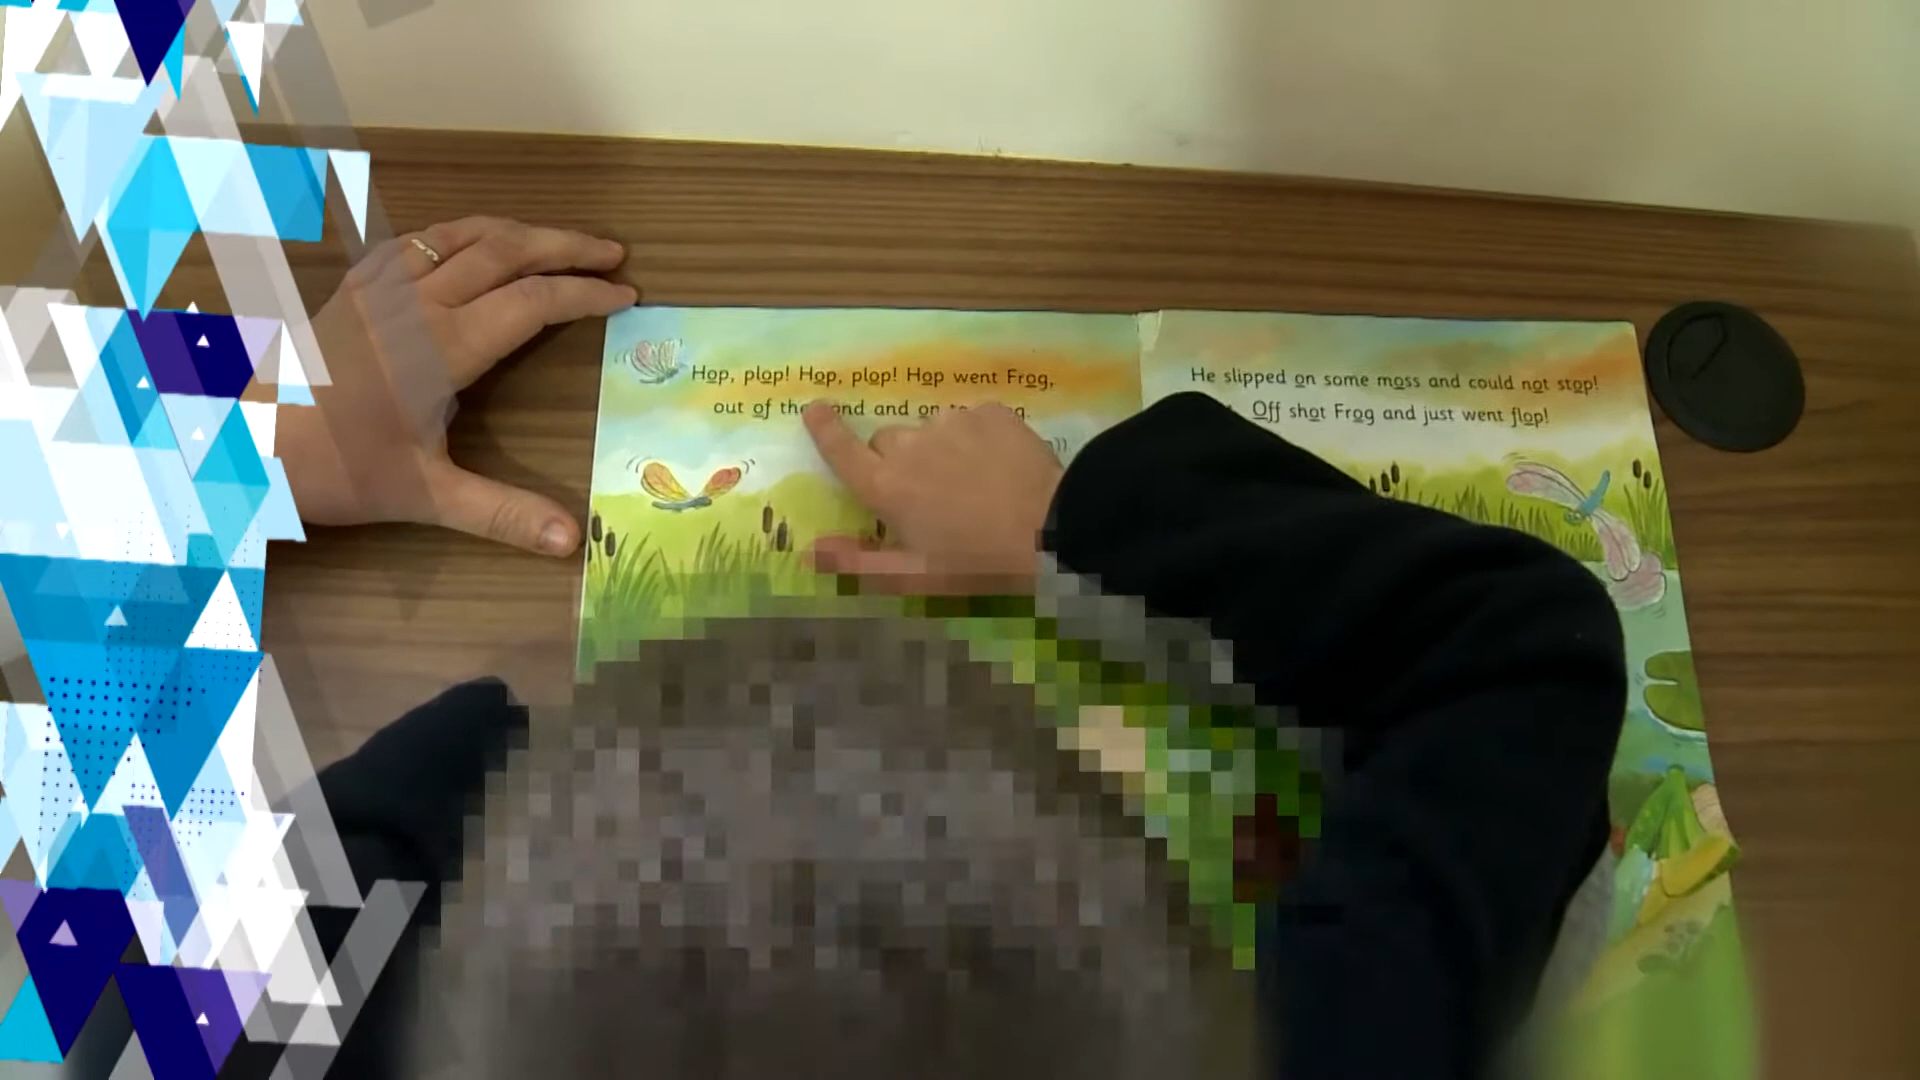 Hop, plop! Hop, plop! Hop went Frog,
out of the and and on
He slipped on some moss and could not stop!
Off shot Frog and just went flop!